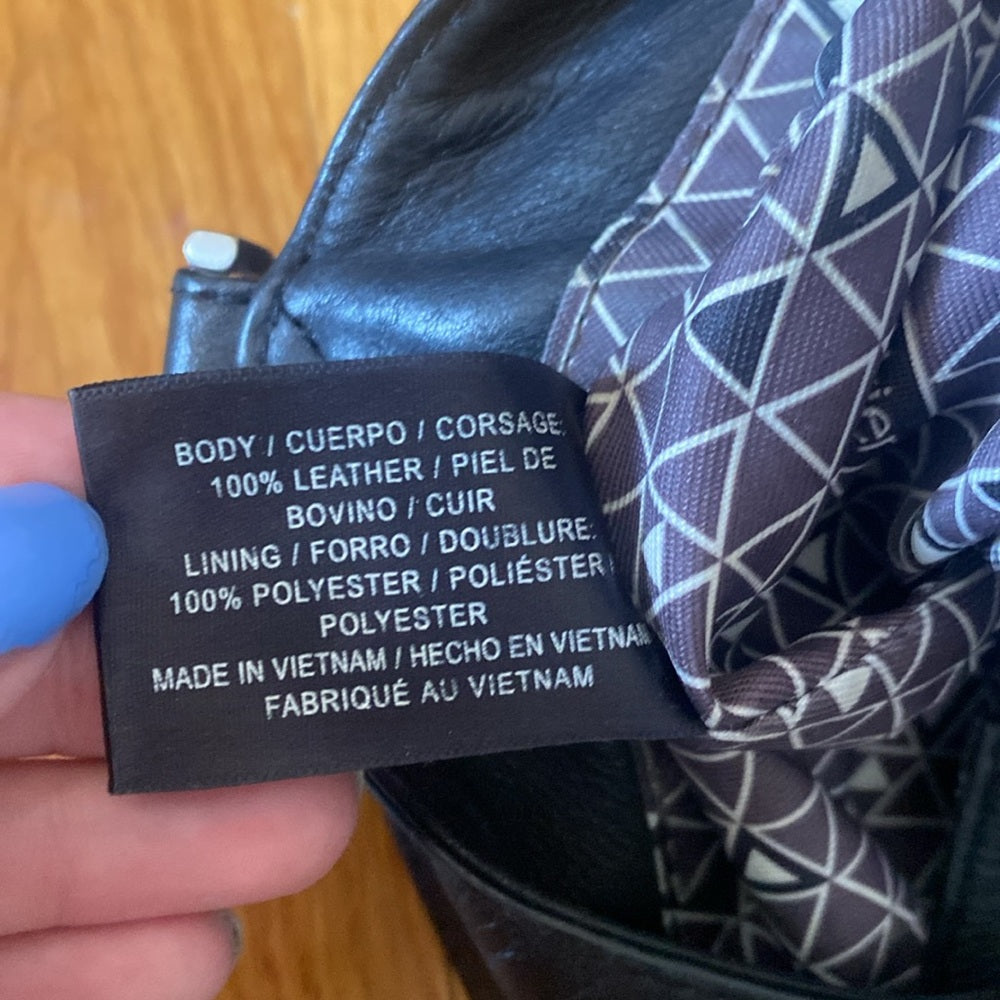 BODY / CUERPO / CORSAGE:
100% LEATHER / PIEL DE
BOVINO / CUIR
LINING / FORRO / DOUBLURE:
100% POLYESTER / POLIÉSTER /
POLYESTER
MADE IN VIETNAM / HECHO EN VIETNAM
FABRIQUÉ AU VIETNAM